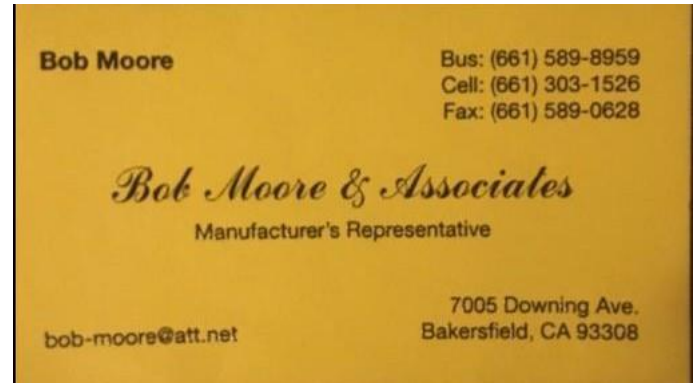 Bob Moore
Bus: (661) 589-8959
Cell: (661) 303-1526
Fax: (661) 589-0628
Bob Moore & Associates
Manufacturer's Representative
7005 Downing Ave.
bob-moore@att.net
Bakersfield, CA 93308